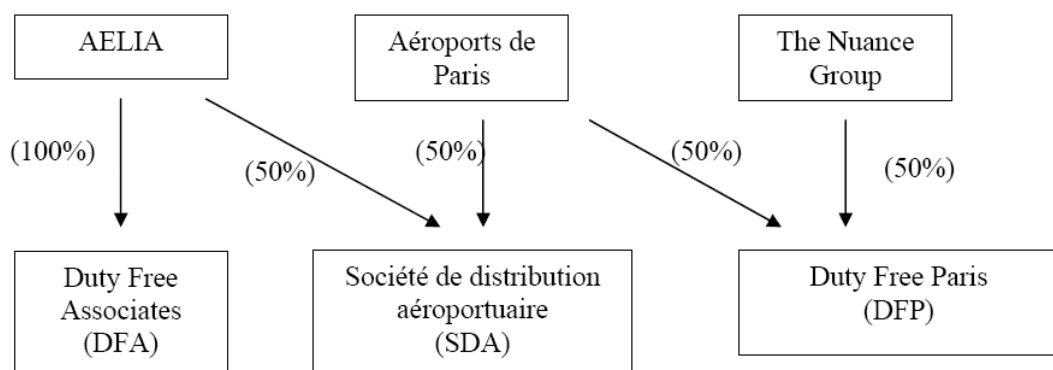 AELIA
Aéroports de
Paris
The Nuance
Group
(100%)
(50%)
(50%)
(50%)
(50%)
Duty Free
Associates
(DFA)
Société de distribution
aéroportuaire
(SDA)
Duty Free Paris
(DFP)